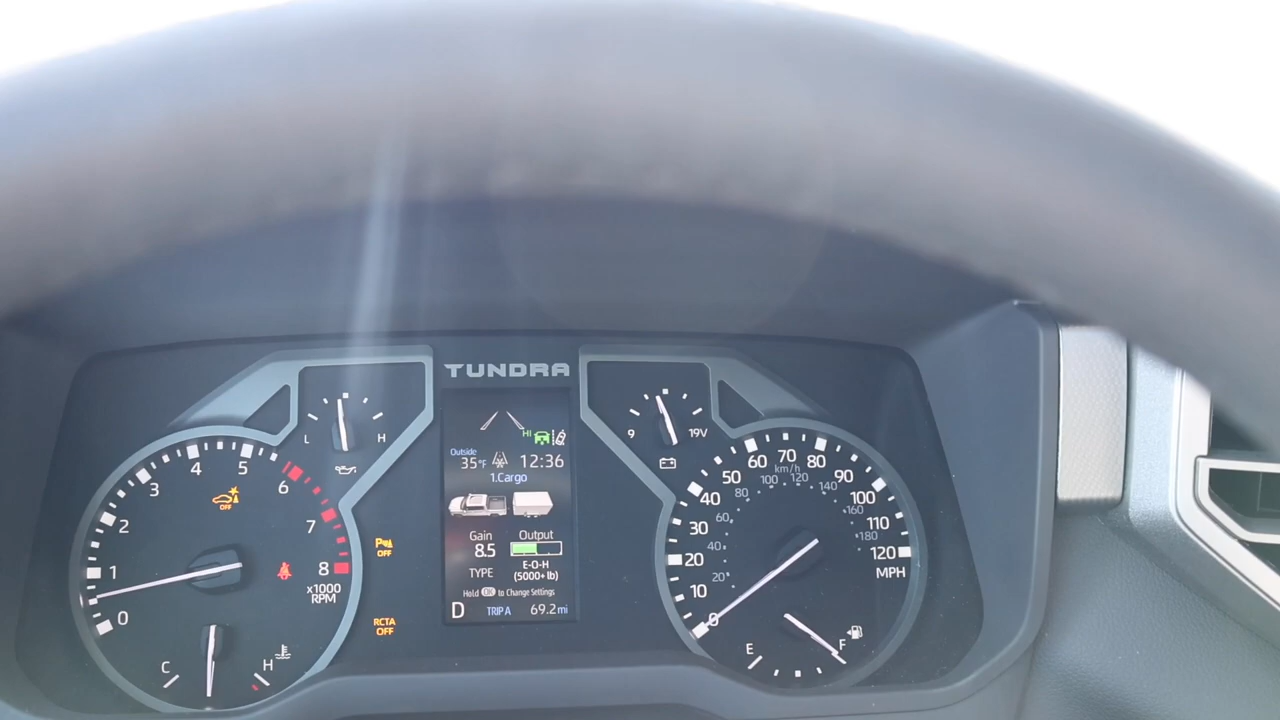 TUNDRA
L
H
9
19V
HI
Outside
35°F
12:36
1.Cargo
Gain
8.5
Output
TYPE
E-O-H
(5000+ lb)
Hold OK to Change Settings
D
TRIP A
69.2 mi
0
1
2
3
4
5
6
7
8
x1000
RPM
OFF
C
H
P
OFF
RCTA
OFF
0
10
20
30
40
50
60
70
80
90
100
110
120
MPH
km/h
20
40
60
80
100
120
140
160
180
E
F